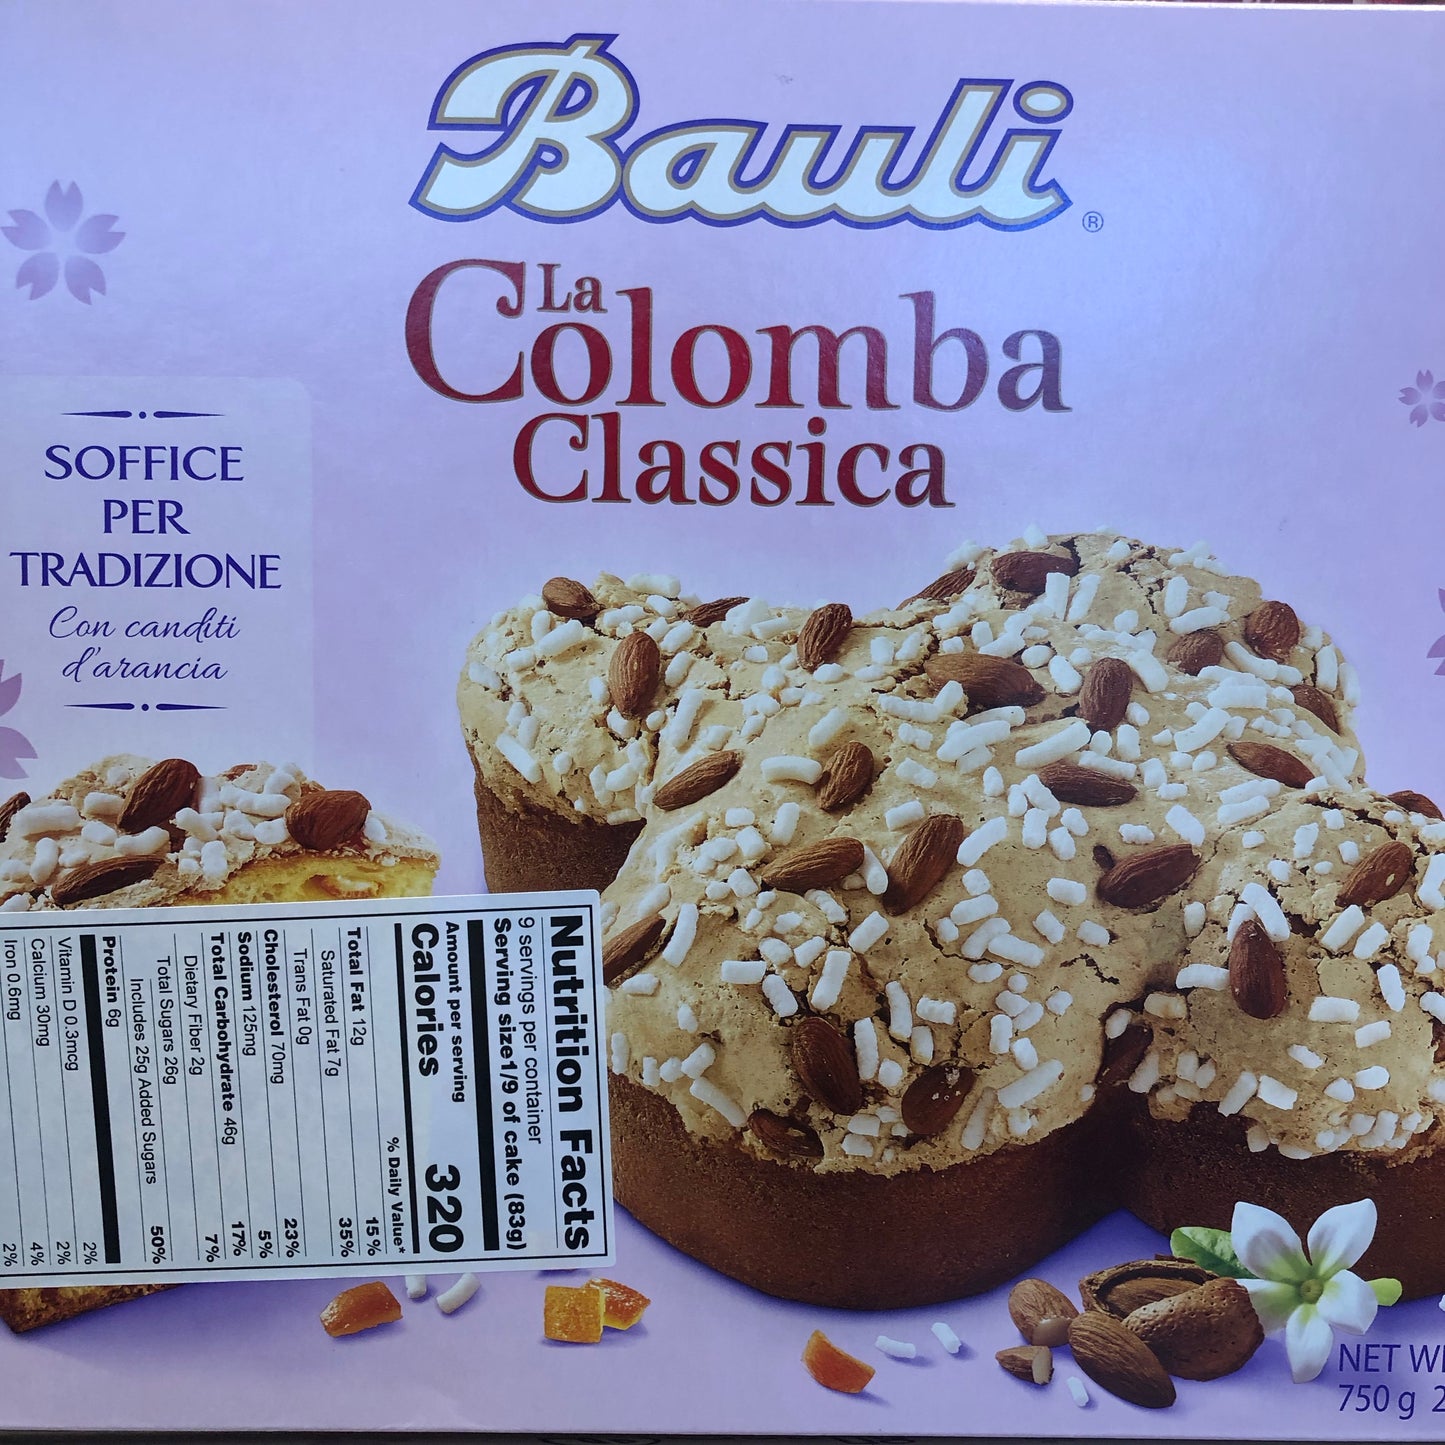 Bauli
®
La
Colomba
Classica
SOFFICE
PER
TRADIZIONE
Con canditi
d'arancia
Nutrition Facts
9 servings per container
Serving size 1/9 of cake (83g)
Amount per serving
Calories 320
% Daily Value*
Total Fat 12g 15%
Saturated Fat 7g 35%
Trans Fat 0g
Cholesterol 70mg 23%
Sodium 125mg 5%
Total Carbohydrate 46g 17%
Dietary Fiber 2g 7%
Total Sugars 26g
Includes 25g Added Sugars 50%
Protein 6g
Vitamin D 0.3mcg 2%
Calcium 30mg 2%
Iron 0.6mg 4%
2%
NET
750 g